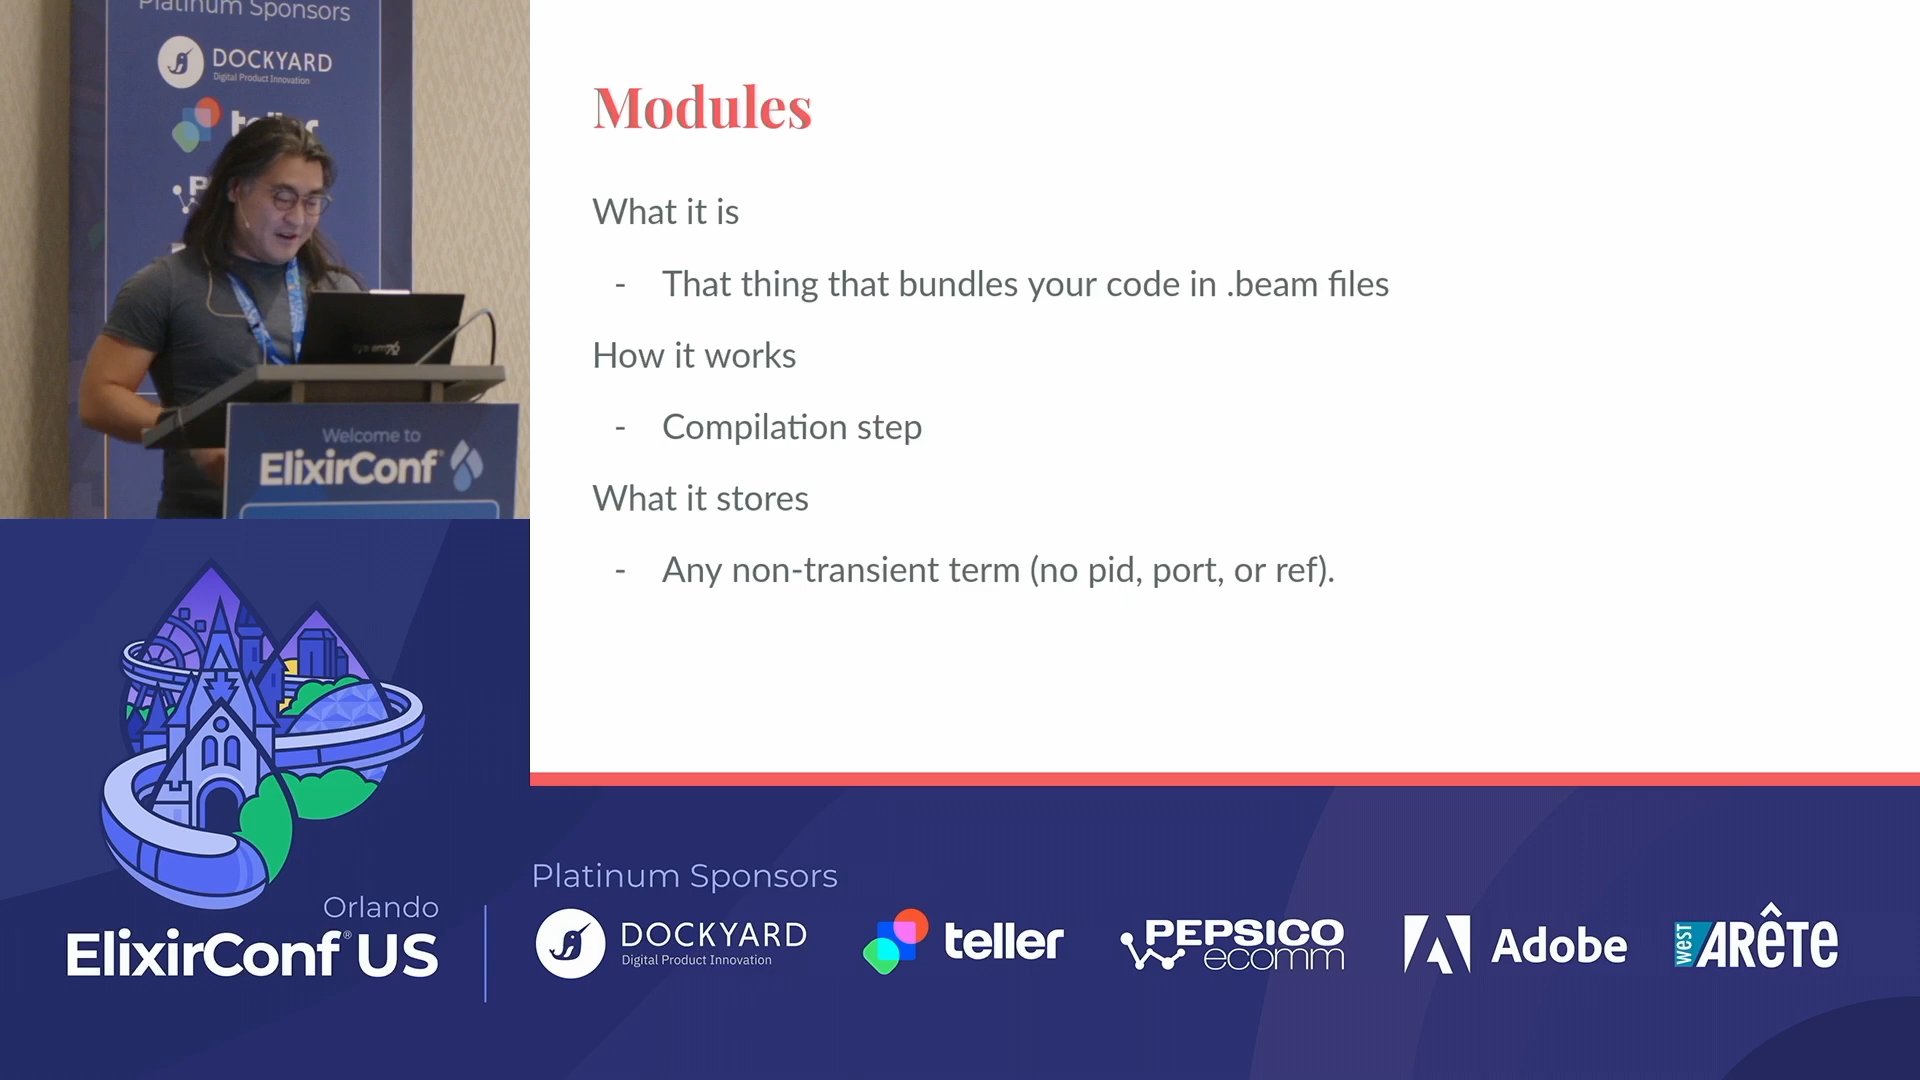 Platinum Sponsors
DOCKYARD
Digital Product Innovation
Welcome to
ElixirConf
Modules
What it is
- That thing that bundles your code in .beam files
How it works
- Compilation step
What it stores
- Any non-transient term (no pid, port, or ref).
Orlando
ElixirConf® US
Platinum Sponsors
DOCKYARD
Digital Product Innovation
teller
PEPSICO
ecomm
Adobe
west ARêTE